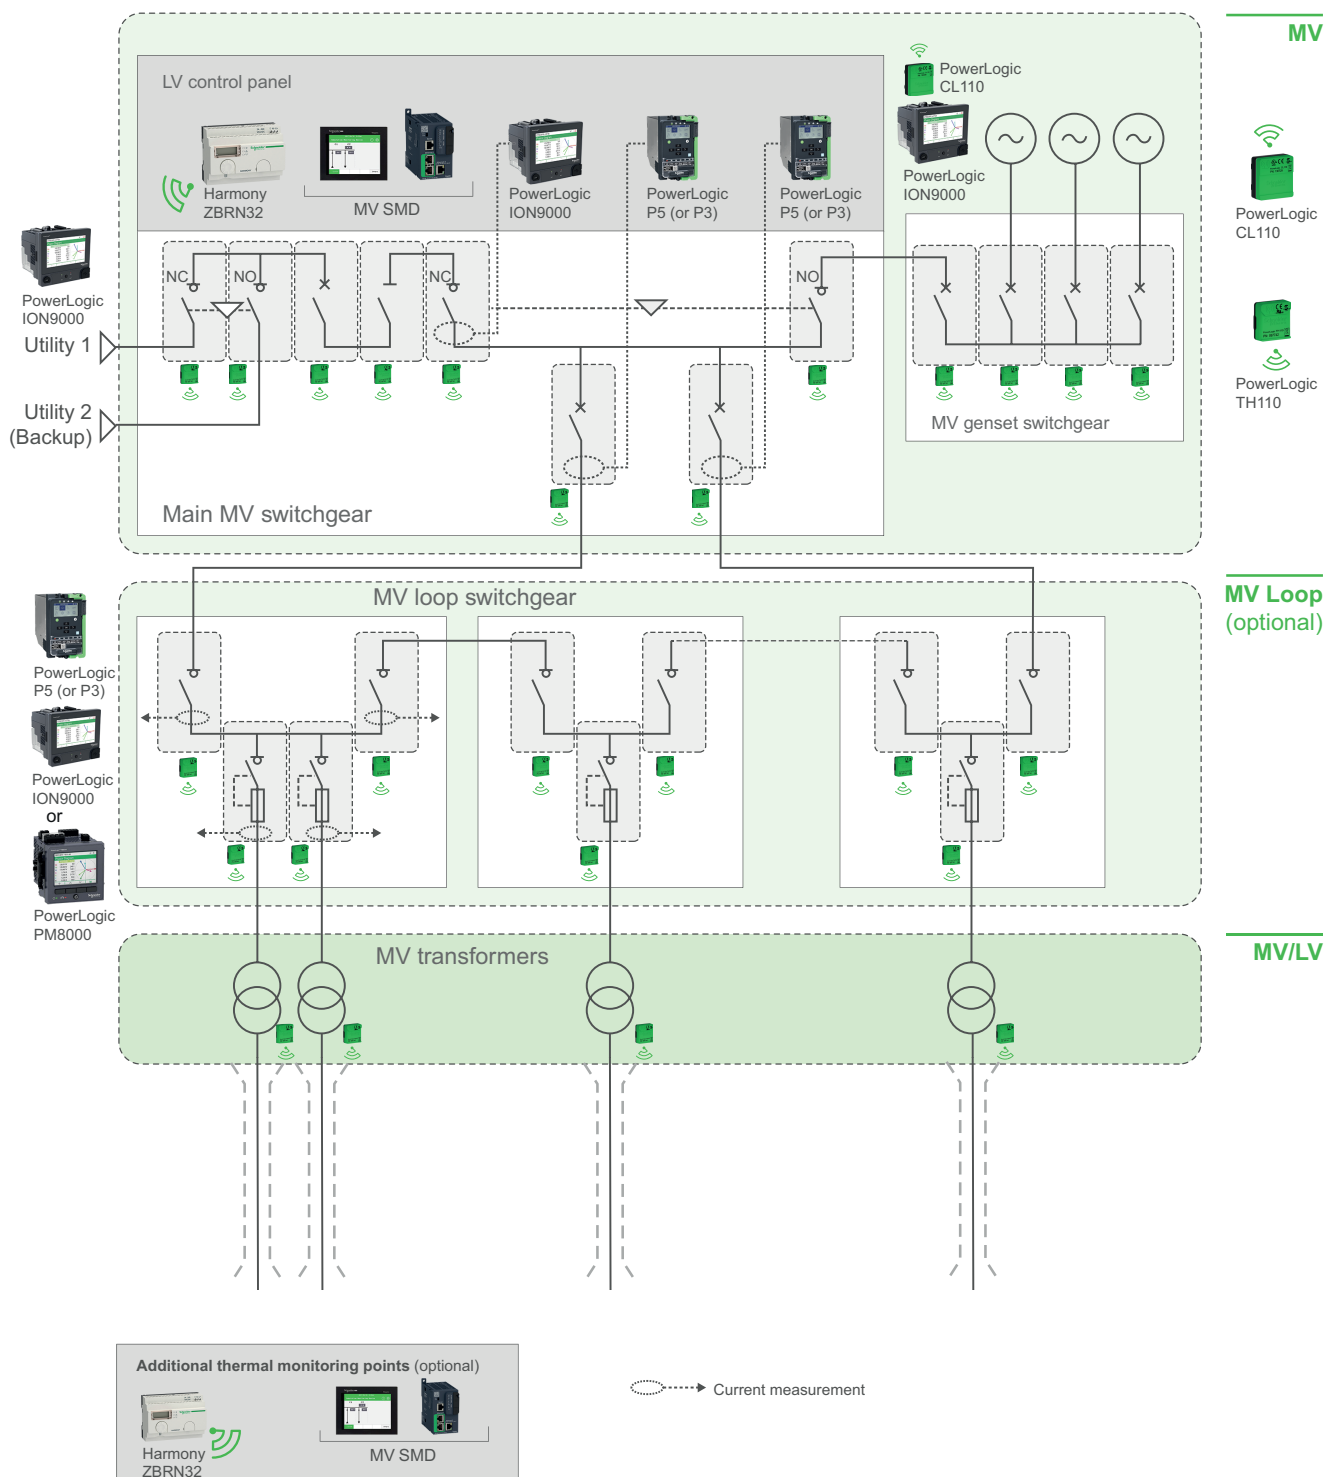 MV
LV control panel
PowerLogic
CL110
Harmony
ZBRN32
MV SMD
PowerLogic
ION9000
PowerLogic
P5 (or P3)
PowerLogic
P5 (or P3)
PowerLogic
ION9000
PowerLogic
CL110
PowerLogic
TH110
PowerLogic
ION9000
Utility 1
Utility 2
(Backup)
NC
NO
NC
NO
MV genset switchgear
Main MV switchgear
MV Loop
(optional)
MV loop switchgear
PowerLogic
P5 (or P3)
PowerLogic
ION9000
or
PowerLogic
PM8000
MV/LV
MV transformers
Additional thermal monitoring points (optional)
Harmony
ZBRN32
MV SMD
Current measurement